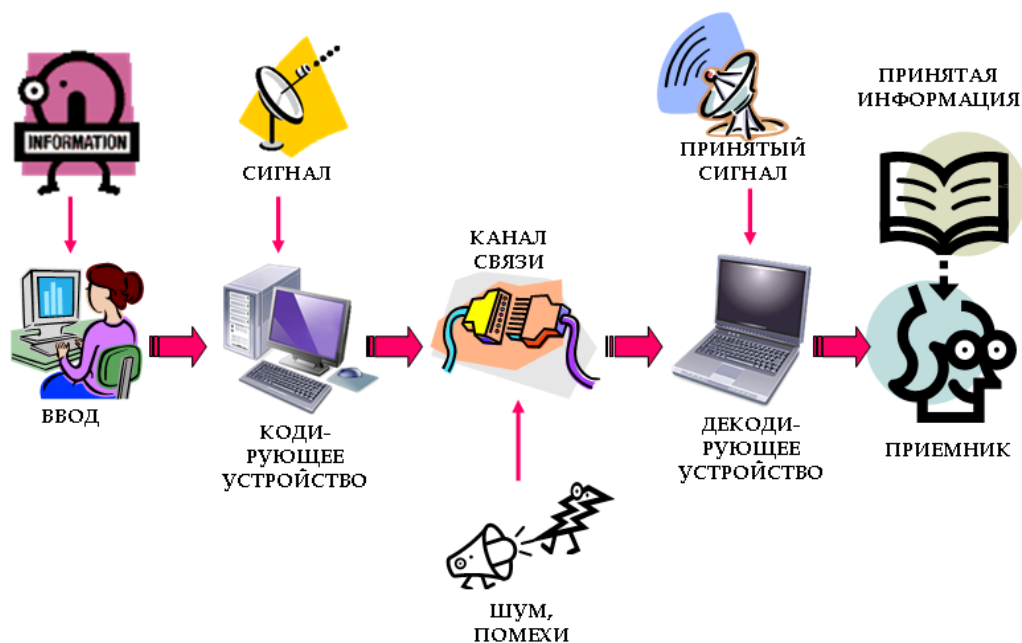 INFORMATION
СИГНАЛ
ПРИНЯТЫЙ
СИГНАЛ
ПРИНЯТАЯ
ИНФОРМАЦИЯ
КАНАЛ
СВЯЗИ
ВВОД
КОДИ-
РУЮЩЕЕ
УСТРОЙСТВО
ДЕКОДИ-
РУЮЩЕЕ
УСТРОЙСТВО
ПРИЕМНИК
ШУМ,
ПОМЕХИ